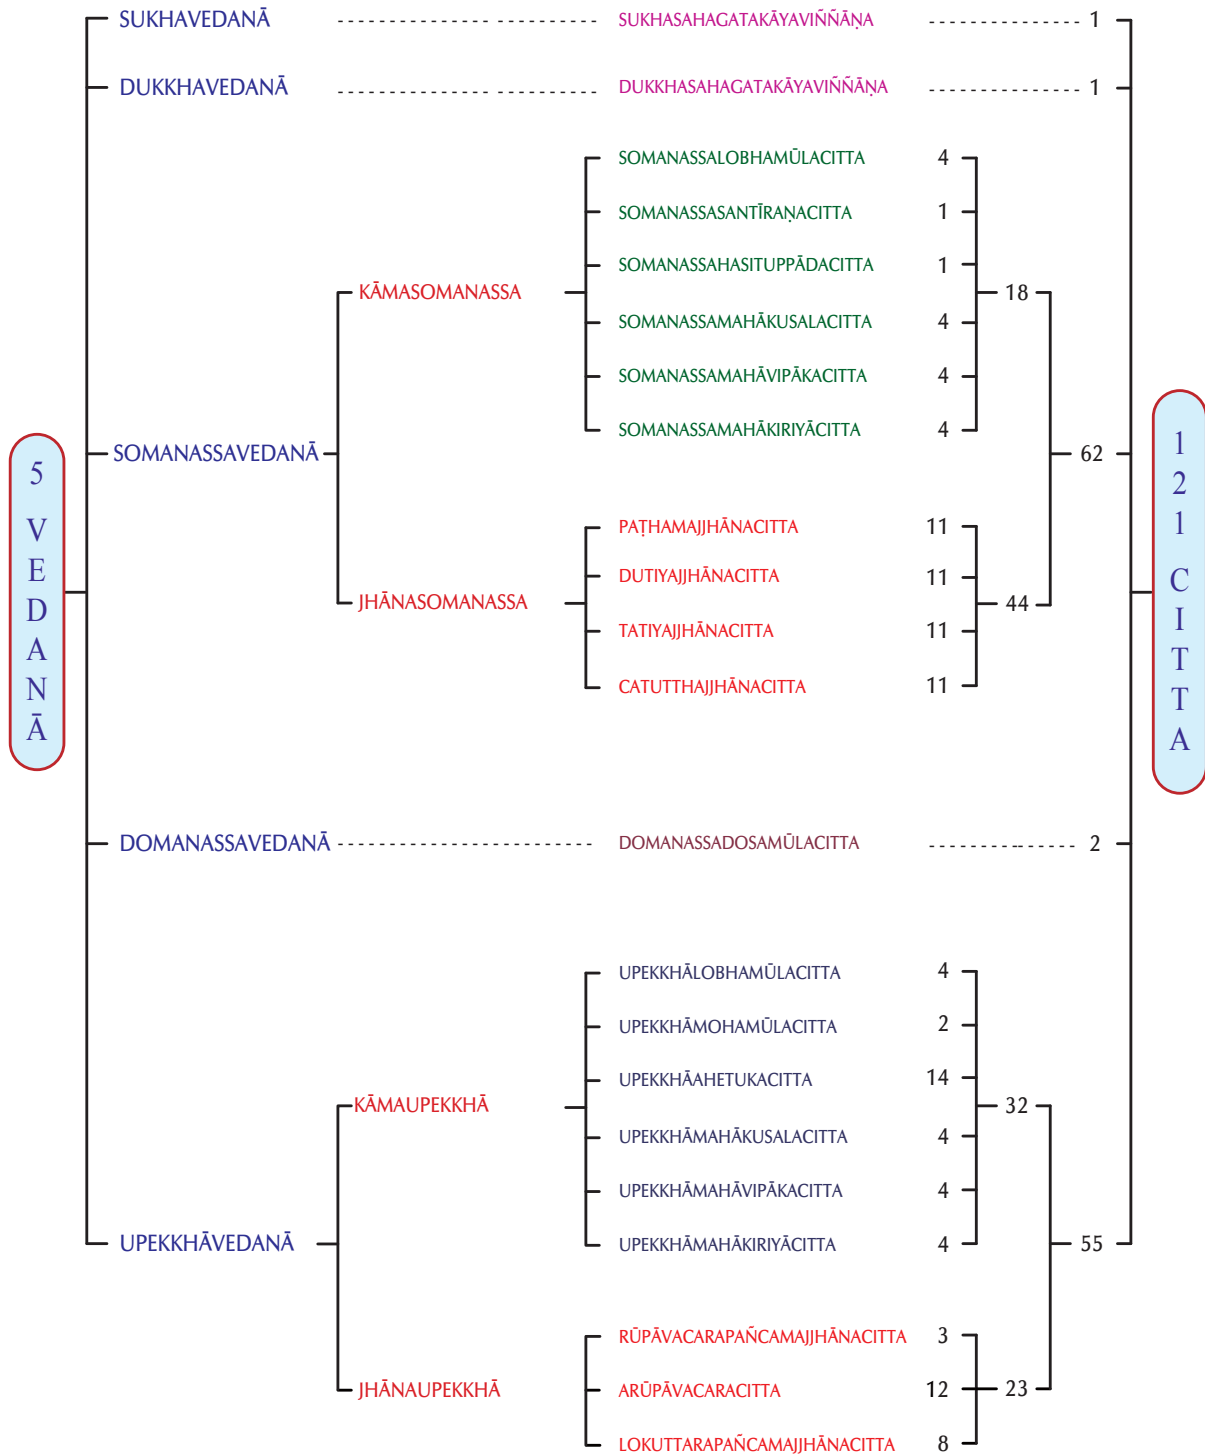 5 VEDANĀ
SUKHAVEDANĀ SUKHASAHAGATAKĀYAVIÑÑĀṆA 1
DUKKHAVEDANĀ DUKKHASAHAGATAKĀYAVIÑÑĀṆA 1
SOMANASSAVEDANĀ 62
KĀMASOMANASSA 18
SOMANASSALOBHAMŪLACITTA 4
SOMANASSASANTĪRAṆACITTA 1
SOMANASSAHASITUPPĀDACITTA 1
SOMANASSAMAHĀKUSALACITTA 4
SOMANASSAMAHĀVIPĀKACITTA 4
SOMANASSAMAHĀKIRIYĀCITTA 4
JHĀNASOMANASSA 44
PAṬHAMAJJHĀNACITTA 11
DUTIYAJJHĀNACITTA 11
TATIYAJJHĀNACITTA 11
CATUTTHAJJHĀNACITTA 11
DOMANASSAVEDANĀ DOMANASSADOSAMŪLACITTA 2
UPEKKHĀVEDANĀ 55
KĀMAUPEKKHĀ 32
UPEKKHĀLOBHAMŪLACITTA 4
UPEKKHĀMOHAMŪLACITTA 2
UPEKKHĀAHETUKACITTA 14
UPEKKHĀMAHĀKUSALACITTA 4
UPEKKHĀMAHĀVIPĀKACITTA 4
UPEKKHĀMAHĀKIRIYĀCITTA 4
JHĀNAUPEKKHĀ 23
RŪPĀVACARAPAÑCAMAJJHĀNACITTA 3
ARŪPĀVACARACITTA 12
LOKUTTARAPAÑCAMAJJHĀNACITTA 8
121 CITTA